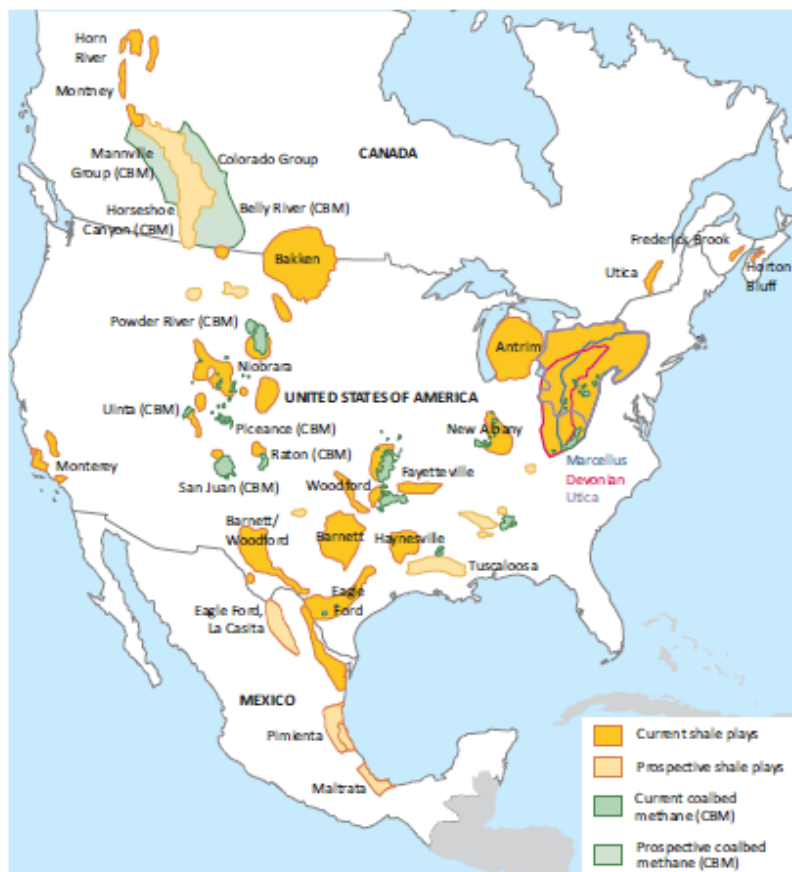 Horn
River
Montney
Mannville
Group (CBM)
Colorado Group
CANADA
Horseshoe
Canyon (CBM)
Belly River (CBM)
Bakken
Frederick Brook
Utica
Horton
Bluff
Powder River (CBM)
Antrim
Niobrara
UNITED STATES OF AMERICA
Uinta (CBM)
Piceance (CBM)
New Albany
Monterey
Raton (CBM)
San Juan (CBM)
Woodford
Fayetteville
Marcellus
Devonian
Utica
Barnett/
Woodford
Barnett
Haynesville
Tuscaloosa
Eagle
Ford
Eagle Ford,
La Casita
MEXICO
Pimienta
Maltrata
Current shale plays
Prospective shale plays
Current coalbed
methane (CBM)
Prospective coalbed
methane (CBM)